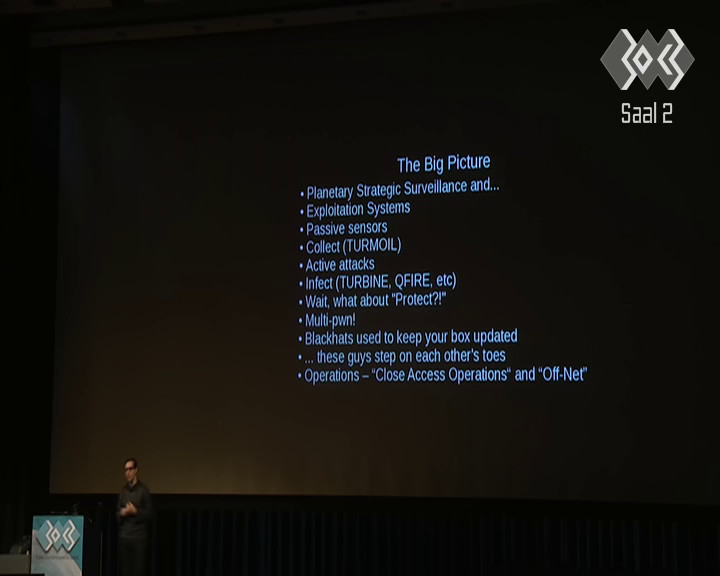 Saal 2
The Big Picture
• Planetary Strategic Surveillance and...
• Exploitation Systems
• Passive sensors
• Collect (TURMOIL)
• Active attacks
• Infect (TURBINE, QFIRE, etc)
• Wait, what about "Protect?!"
• Multi-pwn!
• Blackhats used to keep your box updated
• ... these guys step on each other's toes
• Operations – “Close Access Operations“ and “Off-Net”